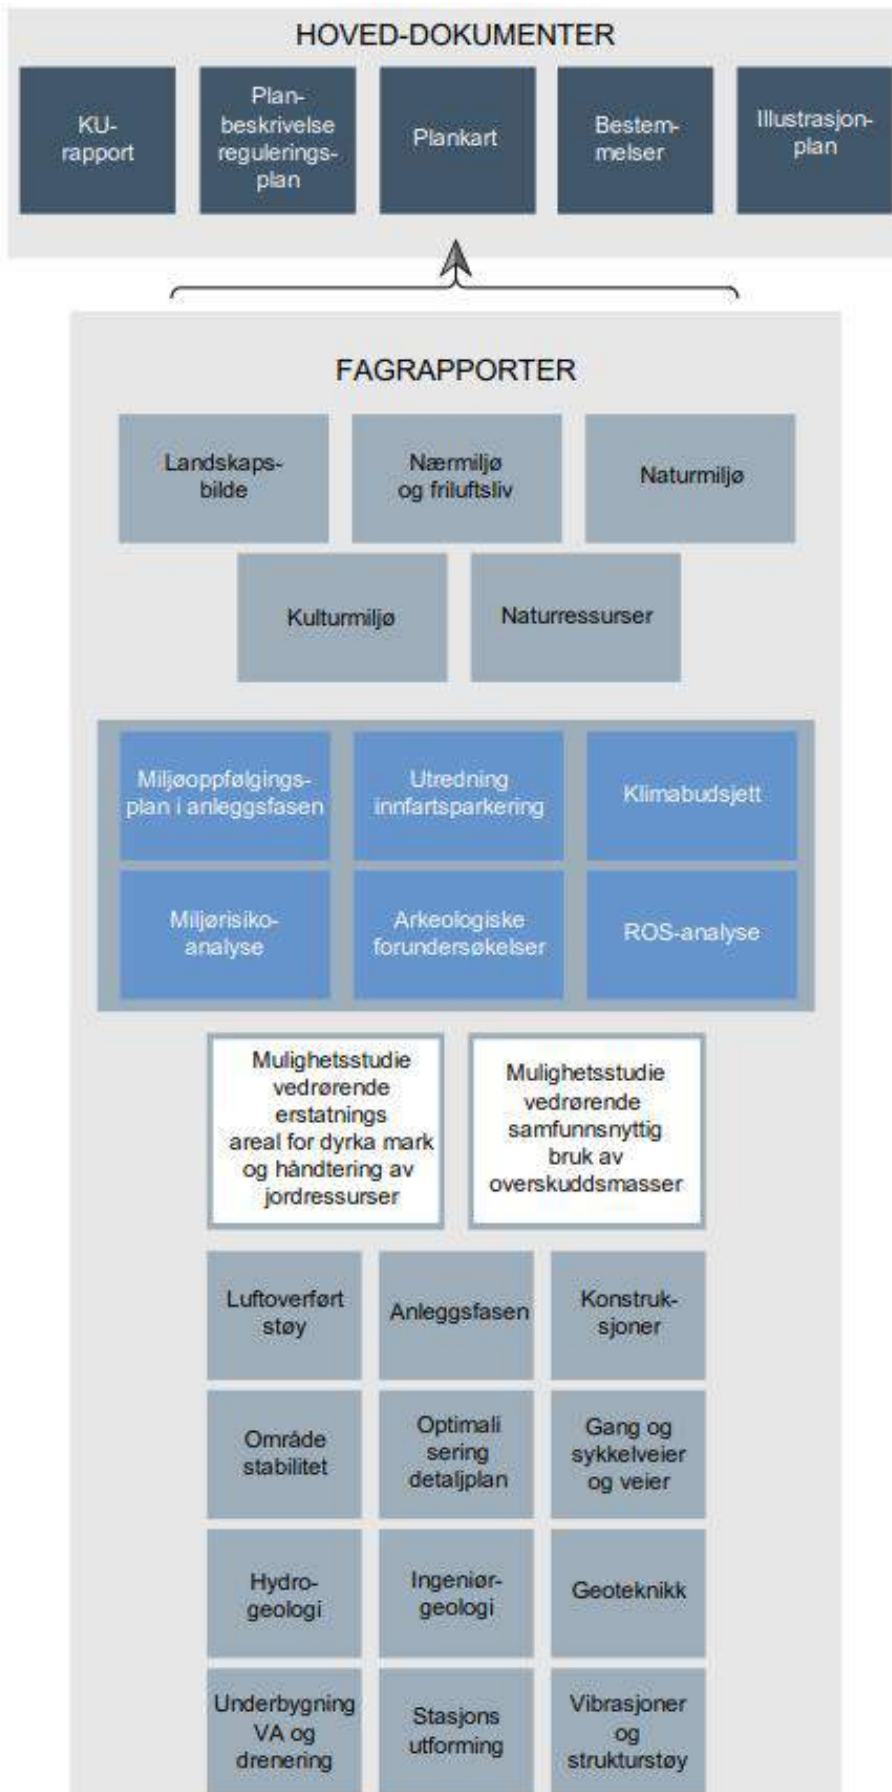 HOVED-DOKUMENTER
KU-
rapport
Plan-
beskrivelse
regulerings-
plan
Plankart
Bestem-
melser
Illustrasjon-
plan
FAGRAPPORTER
Landskaps-
bilde
Nærmiljø
og friluftsliv
Naturmiljø
Kulturmiljø
Naturressurser
Miljøoppfølgings-
plan i anleggsfasen
Utredning
innfartsparkering
Klimabudsjett
Miljørisiko-
analyse
Arkeologiske
forundersøkelser
ROS-analyse
Mulighetsstudie
vedrørende
erstatnings
areal for dyrka mark
og håndtering av
jordressurser
Mulighetsstudie
vedrørende
samfunnsnyttig
bruk av
overskuddsmasser
Luftoverført
støy
Anleggsfasen
Konstruk-
sjoner
Område
stabilitet
Optimali
sering
detaljplan
Gang og
sykkelveier
og veier
Hydro-
geologi
Ingeniør-
geologi
Geoteknikk
Underbygning
VA og
drenering
Stasjons
utforming
Vibrasjoner
og
strukturstøy